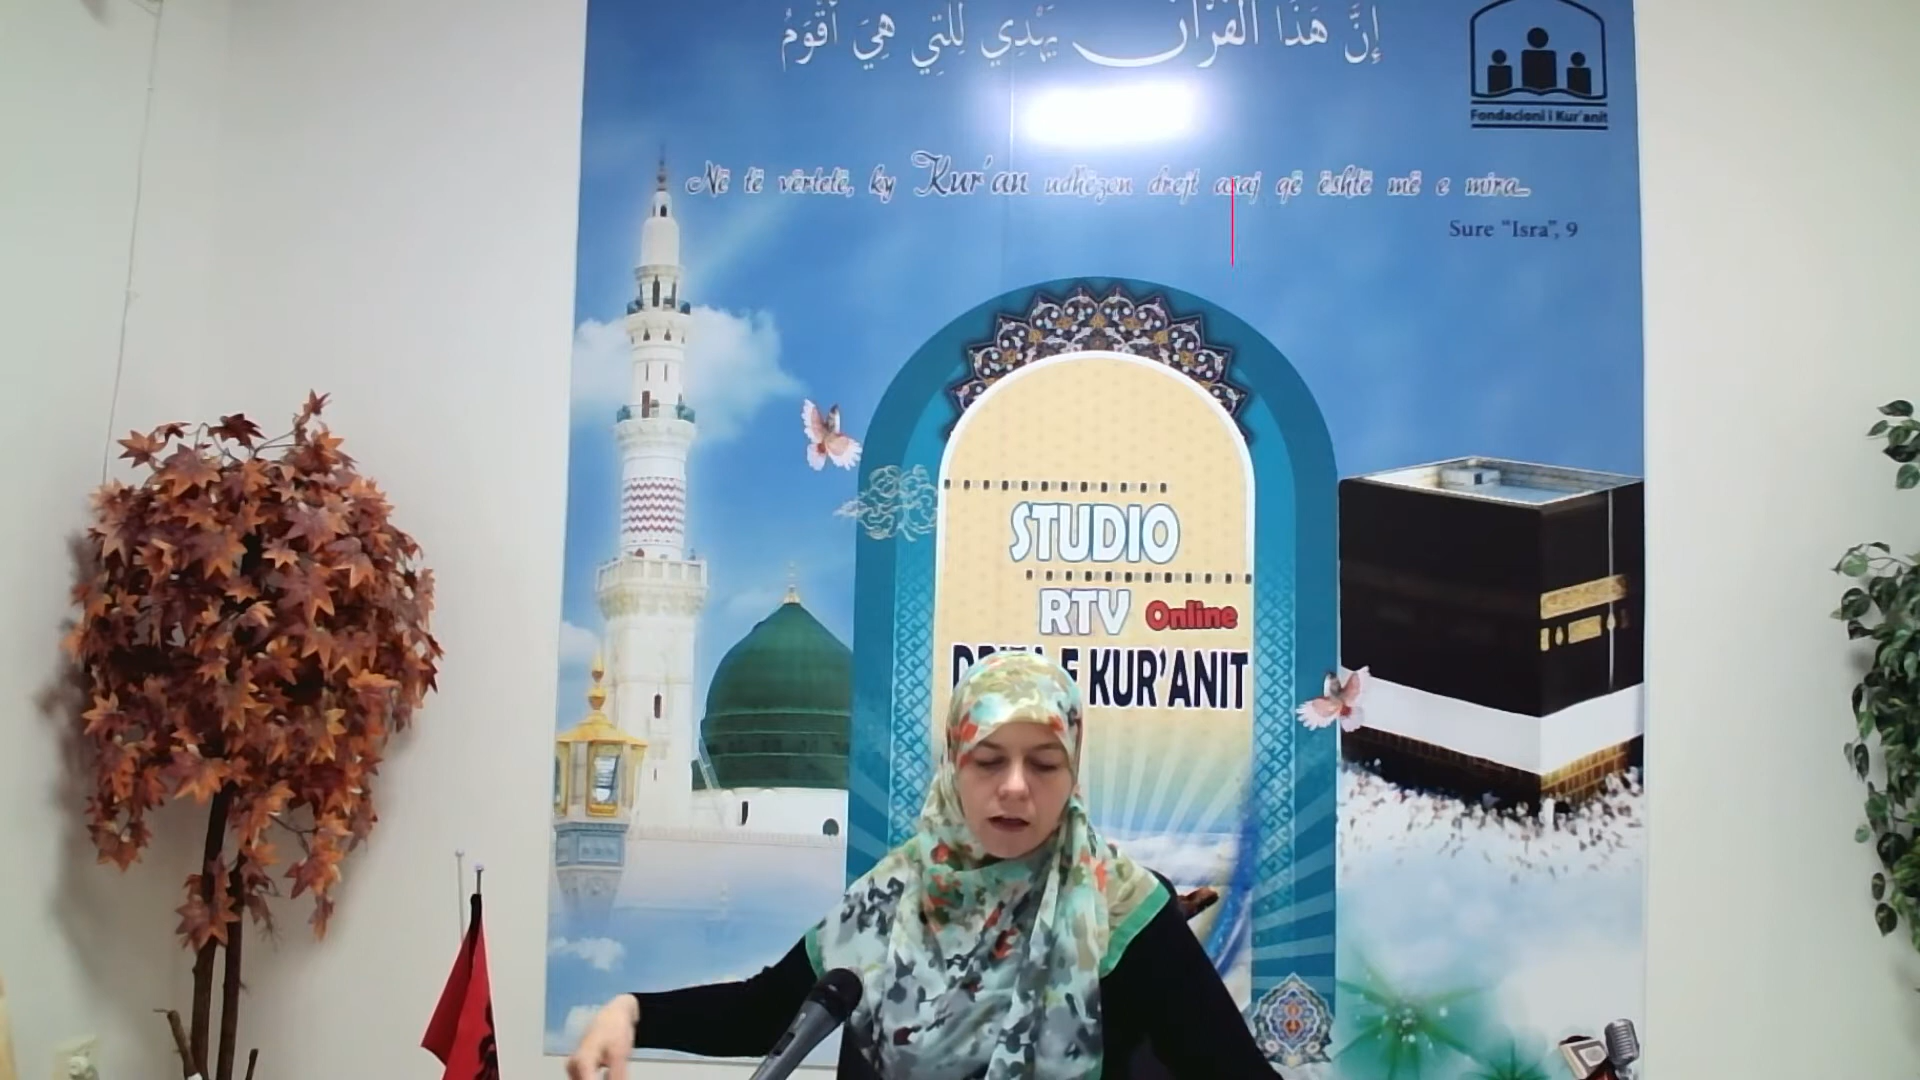 إِنَّ هَذَا الْقُرْآنَ يَهْدِي لِلَّتِي هِيَ أَقْوَمُ
Fondacioni i Kur'anit
Në të vërtetë, ky Kur'an udhëzon drejt asaj që është më e mira...
Sure "Isra", 9
STUDIO
RTV Online
E KUR'ANIT